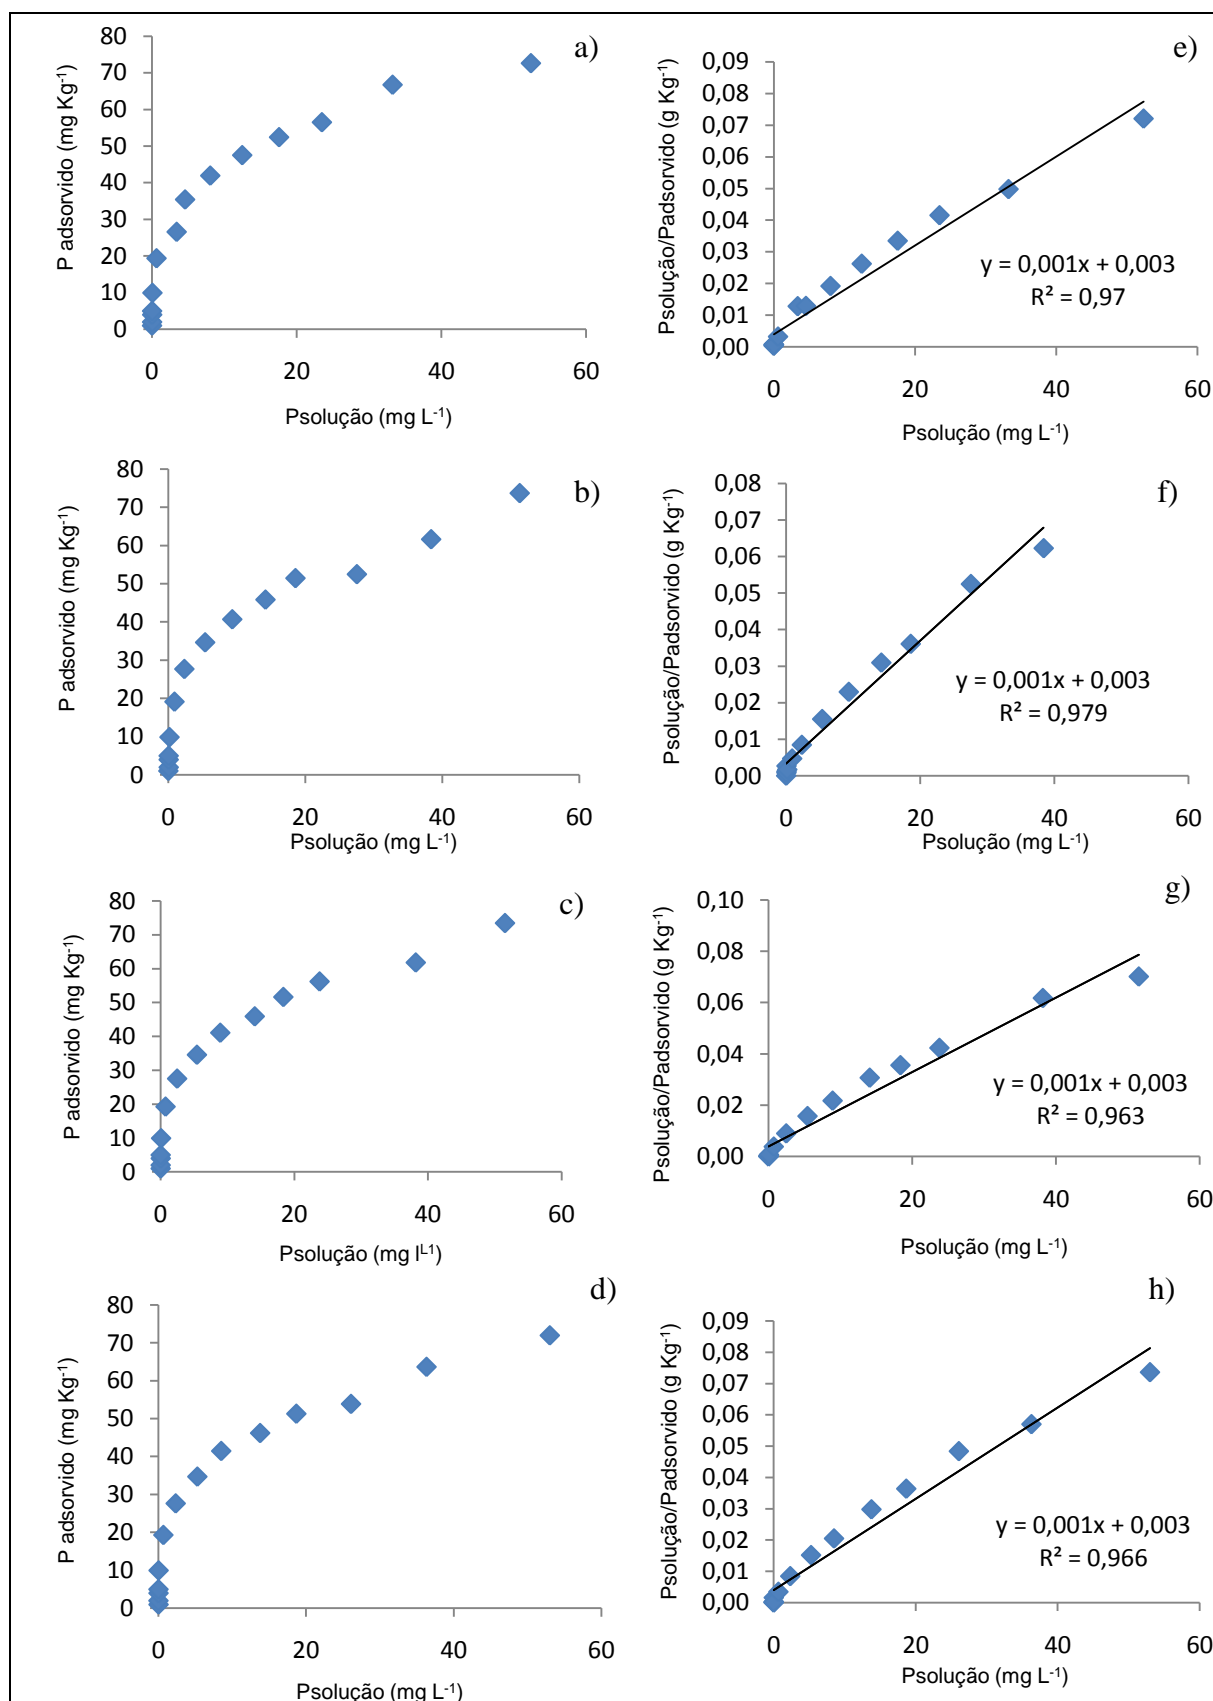 a)
P adsorvido (mg Kg-1)
80
70
60
50
40
30
20
10
0
0 20 40 60
Psolução (mg L-1)
e)
Psolução/Padsorvido (g Kg-1)
0,09
0,08
0,07
0,06
0,05
0,04
0,03
0,02
0,01
0,00
y = 0,001x + 0,003
R² = 0,97
0 20 40 60
Psolução (mg L-1)
b)
P adsorvido (mg Kg-1)
80
70
60
50
40
30
20
10
0
0 20 40 60
Psolução (mg L-1)
f)
Psolução/Padsorvido (g Kg-1)
0,08
0,07
0,06
0,05
0,04
0,03
0,02
0,01
0,00
y = 0,001x + 0,003
R² = 0,979
0 20 40 60
Psolução (mg L-1)
c)
P adsorvido (mg Kg-1)
80
70
60
50
40
30
20
10
0
0 20 40 60
Psolução (mg lL1)
g)
Psolução/Padsorvido (g Kg-1)
0,10
0,08
0,06
0,04
0,02
0,00
y = 0,001x + 0,003
R² = 0,963
0 20 40 60
Psolução (mg L-1)
d)
P adsorvido (mg Kg-1)
80
70
60
50
40
30
20
10
0
0 20 40 60
Psolução (mg L-1)
h)
Psolução/Padsorvido (g Kg-1)
0,09
0,08
0,07
0,06
0,05
0,04
0,03
0,02
0,01
0,00
y = 0,001x + 0,003
R² = 0,966
0 20 40 60
Psolução (mg L-1)